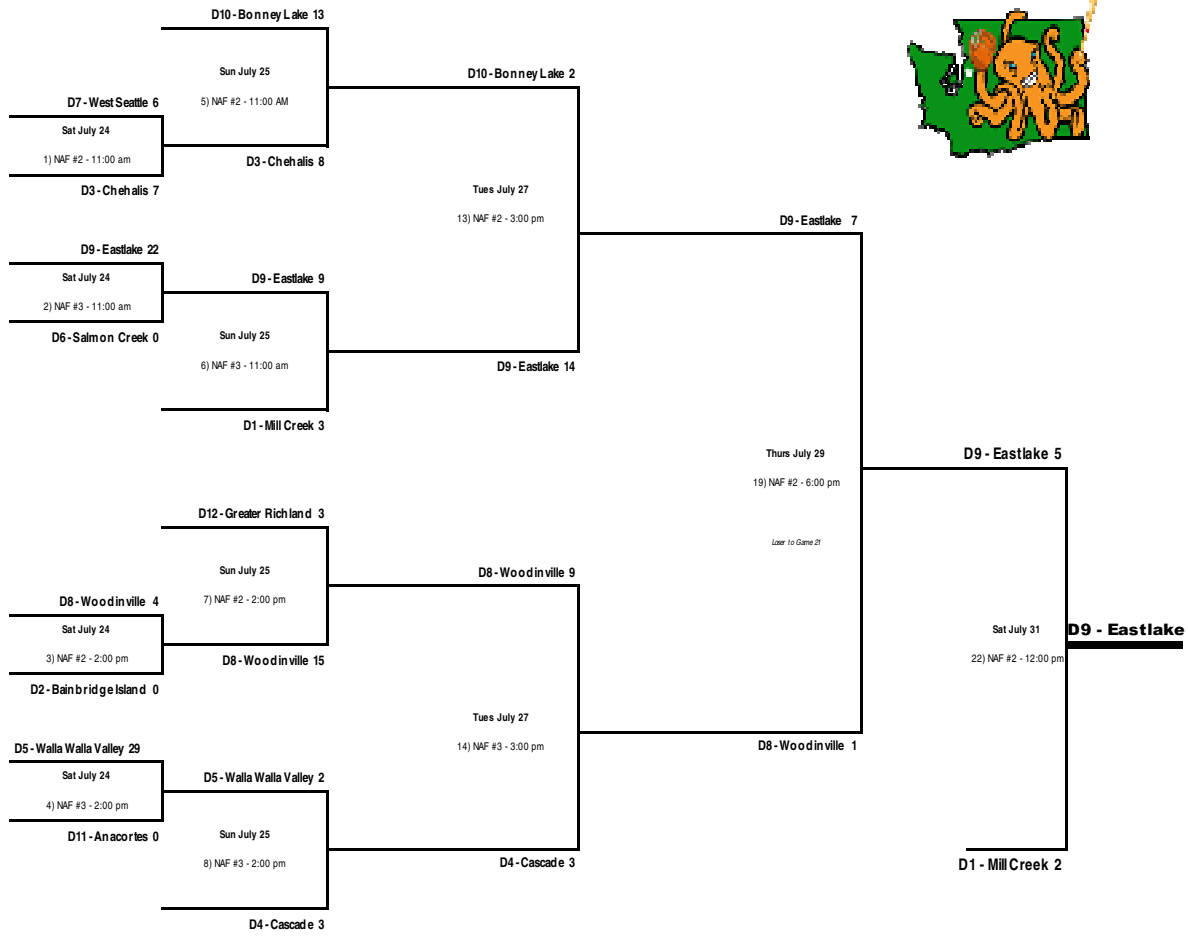 D10 - Bonney Lake 13
Sun July 25
D10 - Bonney Lake 2
5) NAF #2 - 11:00 AM
D7 - West Seattle 6
Sat July 24
1) NAF #2 - 11:00 am
D3 - Chehalis 8
D3 - Chehalis 7
Tues July 27
13) NAF #2 - 3:00 pm
D9 - Eastlake 7
D9 - Eastlake 22
Sat July 24
D9 - Eastlake 9
2) NAF #3 - 11:00 am
D6 - Salmon Creek 0
Sun July 25
6) NAF #3 - 11:00 am
D9 - Eastlake 14
D1 - Mill Creek 3
Thurs July 29
D9 - Eastlake 5
19) NAF #2 - 6:00 pm
D12 - Greater Richland 3
Loser to Game 21
Sun July 25
D8 - Woodinville 9
7) NAF #2 - 2:00 pm
D8 - Woodinville 4
Sat July 24
Sat July 31
D9 - Eastlake
3) NAF #2 - 2:00 pm
D8 - Woodinville 15
22) NAF #2 - 12:00 pm
D2 - Bainbridge Island 0
Tues July 27
14) NAF #3 - 3:00 pm
D8 - Woodinville 1
D5 - Walla Walla Valley 29
Sat July 24
D5 - Walla Walla Valley 2
4) NAF #3 - 2:00 pm
D11 - Anacortes 0
Sun July 25
8) NAF #3 - 2:00 pm
D4 - Cascade 3
D1 - Mill Creek 2
D4 - Cascade 3